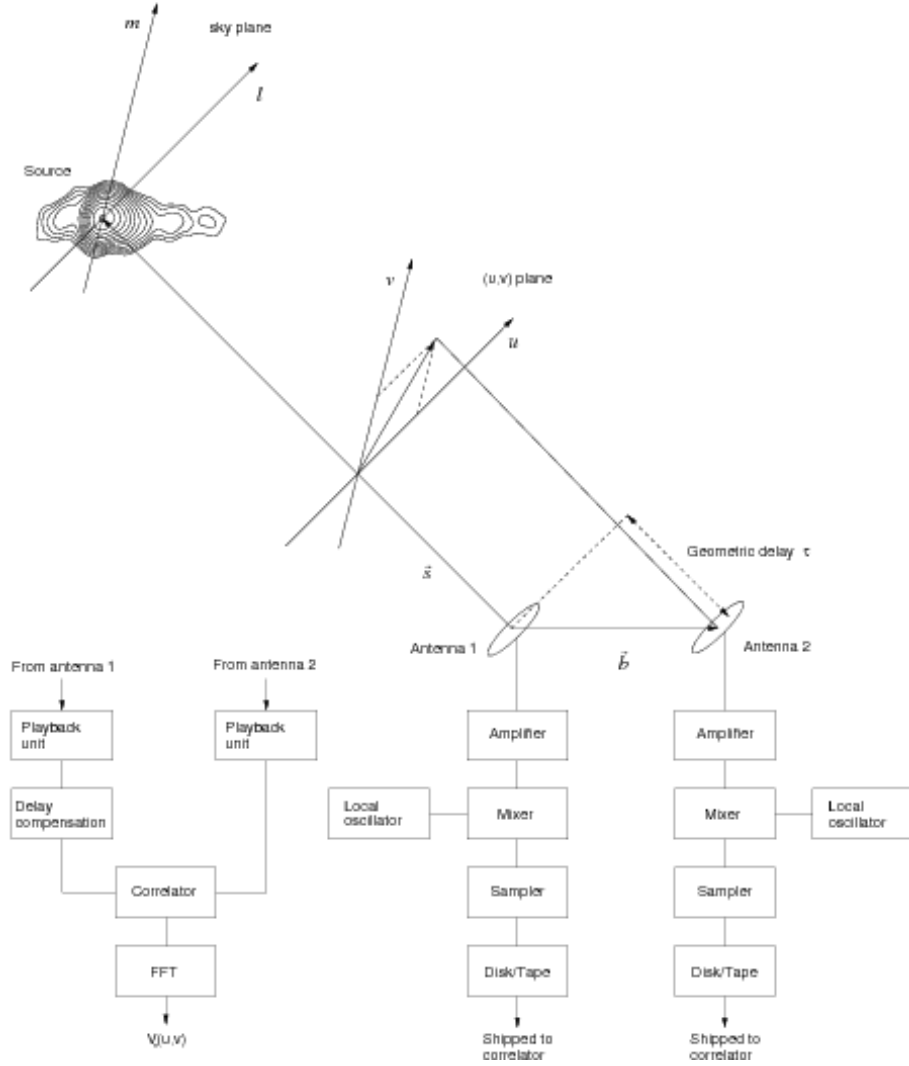 m
sky plane
l
Source
v
(u,v) plane
u
Geometric delay τ
s⃗
Antenna 1
Antenna 2
b⃗
From antenna 1
From antenna 2
Playback
unit
Playback
unit
Amplifier
Amplifier
Delay
compensation
Local
oscillator
Mixer
Mixer
Local
oscillator
Correlator
Sampler
Sampler
FFT
Disk/Tape
Disk/Tape
Vj(u,v)
Shipped to
correlator
Shipped to
correlator